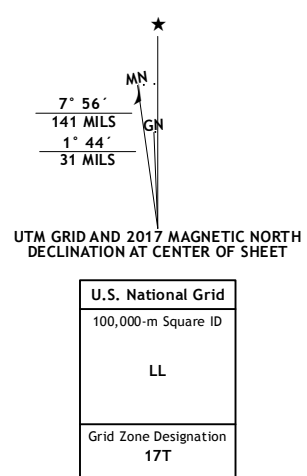 ★
MN
GN
7° 56´
141 MILS
1° 44´
31 MILS
UTM GRID AND 2017 MAGNETIC NORTH
DECLINATION AT CENTER OF SHEET
U.S. National Grid
100,000-m Square ID
LL
Grid Zone Designation
17T